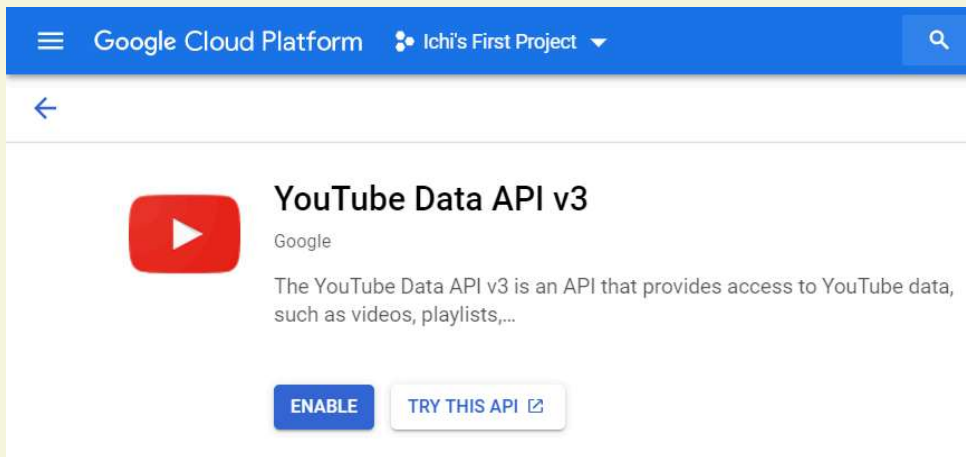 Google Cloud Platform Ichi's First Project
YouTube Data API v3
Google
The YouTube Data API v3 is an API that provides access to YouTube data,
such as videos, playlists,...
ENABLE TRY THIS API